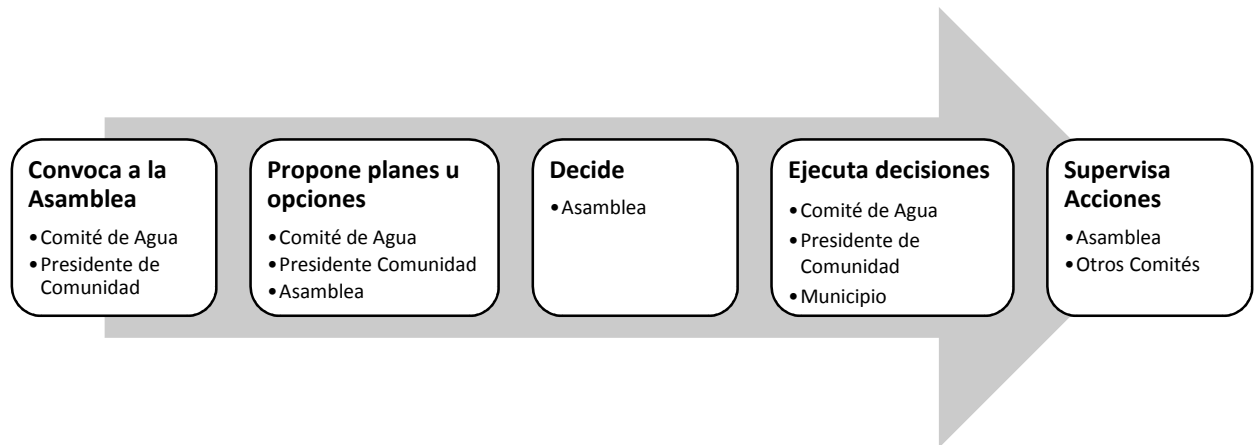 Convoca a la
Asamblea
•Comité de Agua
•Presidente de
Comunidad
Propone planes u
opciones
•Comité de Agua
•Presidente Comunidad
•Asamblea
Decide
•Asamblea
Ejecuta decisiones
•Comité de Agua
•Presidente de
Comunidad
•Municipio
Supervisa
Acciones
•Asamblea
•Otros Comités